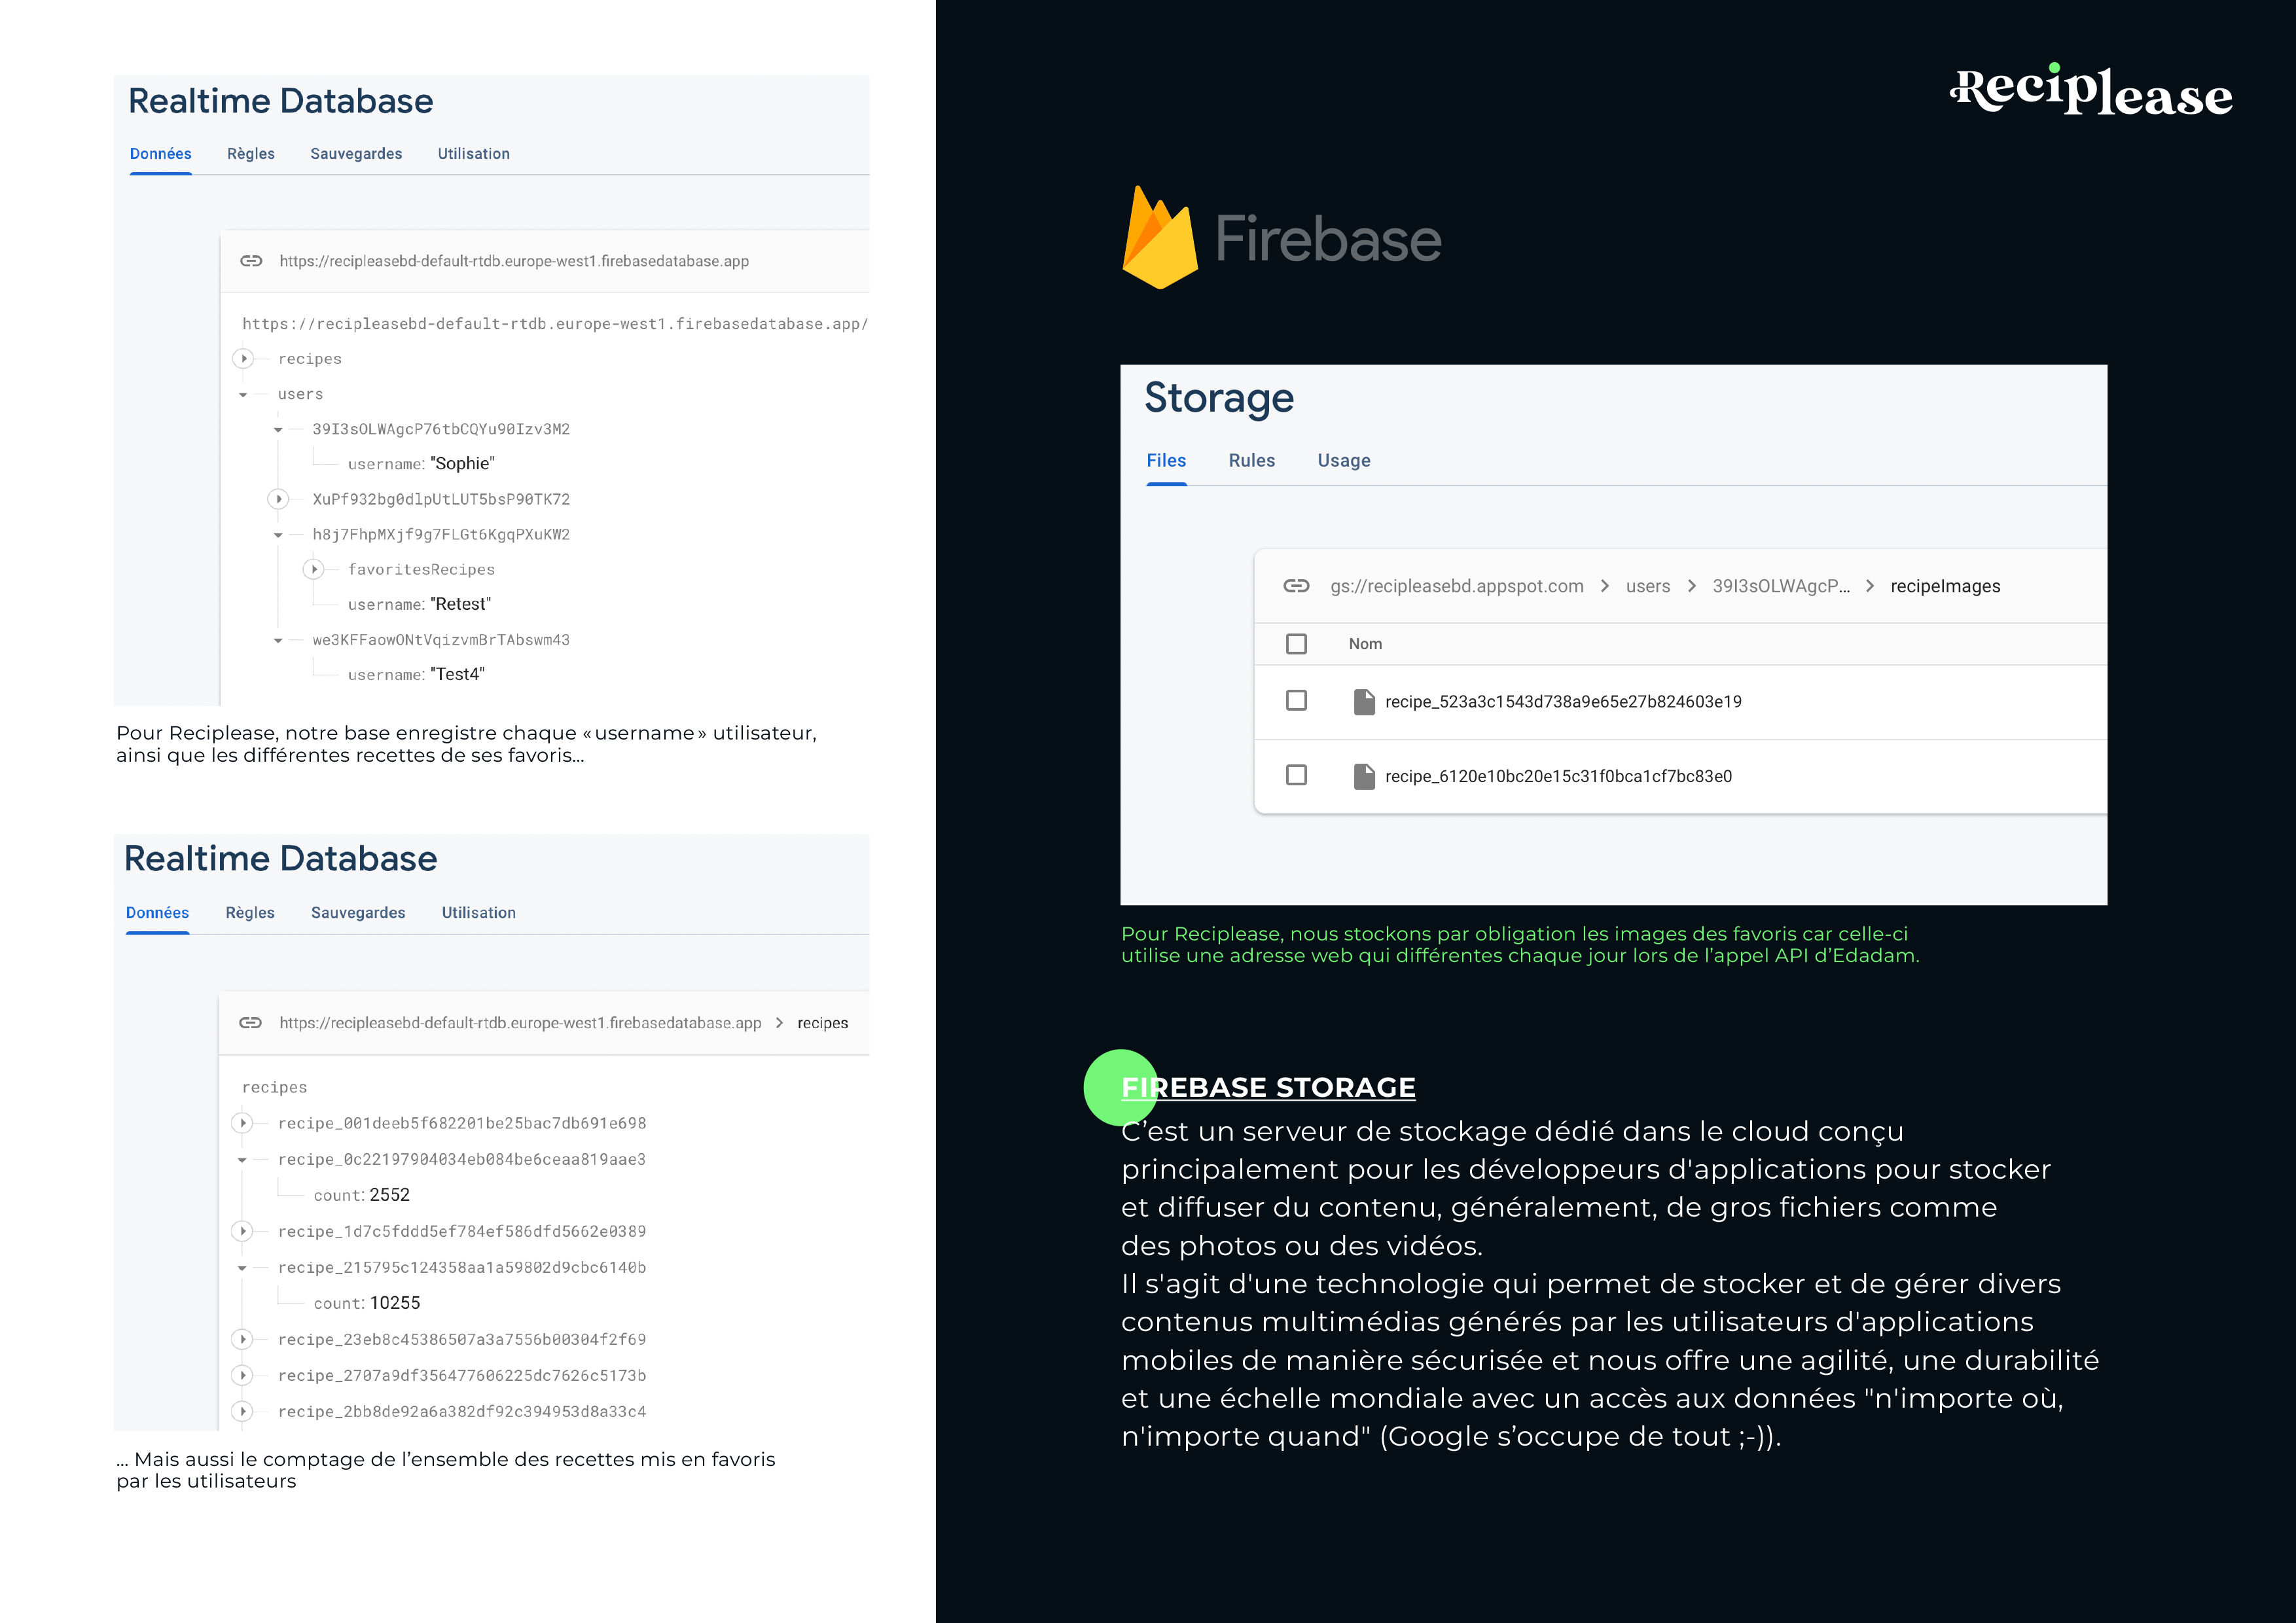 Realtime Database
Données Règles Sauvegardes Utilisation
https://recipleasebd-default-rtdb.europe-west1.firebasedatabase.app
https://recipleasebd-default-rtdb.europe-west1.firebasedatabase.app/
recipes
users
39I3sOLWAgcP76tbCQYu90Izv3M2
username: "Sophie"
XuPf932bg0dlpUtLUT5bsP90TK72
h8j7FhpMXjf9g7FLGt6KgqPXuKW2
favoritesRecipes
username: "Retest"
we3KFFaowONtVqizvmBrTAbswm43
username: "Test4"
Pour Reciplease, notre base enregistre chaque «username» utilisateur,
ainsi que les différentes recettes de ses favoris...
Realtime Database
Données Règles Sauvegardes Utilisation
https://recipleasebd-default-rtdb.europe-west1.firebasedatabase.app > recipes
recipes
recipe_001deeb5f682201be25bac7db691e698
recipe_0c22197904034eb084be6ceaa819aae3
count: 2552
recipe_1d7c5fddd5ef784ef586dfd5662e0389
recipe_215795c124358aa1a59802d9cbc6140b
count: 10255
recipe_23eb8c45386507a3a7556b00304f2f69
recipe_2707a9df356477606225dc7626c5173b
recipe_2bb8de92a6a382df92c394953d8a33c4
... Mais aussi le comptage de l’ensemble des recettes mis en favoris
par les utilisateurs
Reciplease
Firebase
Storage
Files Rules Usage
gs://recipleasebd.appspot.com > users > 39I3sOLWAgcP... > recipeImages
Nom
recipe_523a3c1543d738a9e65e27b824603e19
recipe_6120e10bc20e15c31f0bca1cf7bc83e0
Pour Reciplease, nous stockons par obligation les images des favoris car celle-ci
utilise une adresse web qui différentes chaque jour lors de l’appel API d’Edadam.
FIREBASE STORAGE
C’est un serveur de stockage dédié dans le cloud conçu
principalement pour les développeurs d'applications pour stocker
et diffuser du contenu, généralement, de gros fichiers comme
des photos ou des vidéos.
Il s'agit d'une technologie qui permet de stocker et de gérer divers
contenus multimédias générés par les utilisateurs d'applications
mobiles de manière sécurisée et nous offre une agilité, une durabilité
et une échelle mondiale avec un accès aux données "n'importe où,
n'importe quand" (Google s’occupe de tout ;-)).